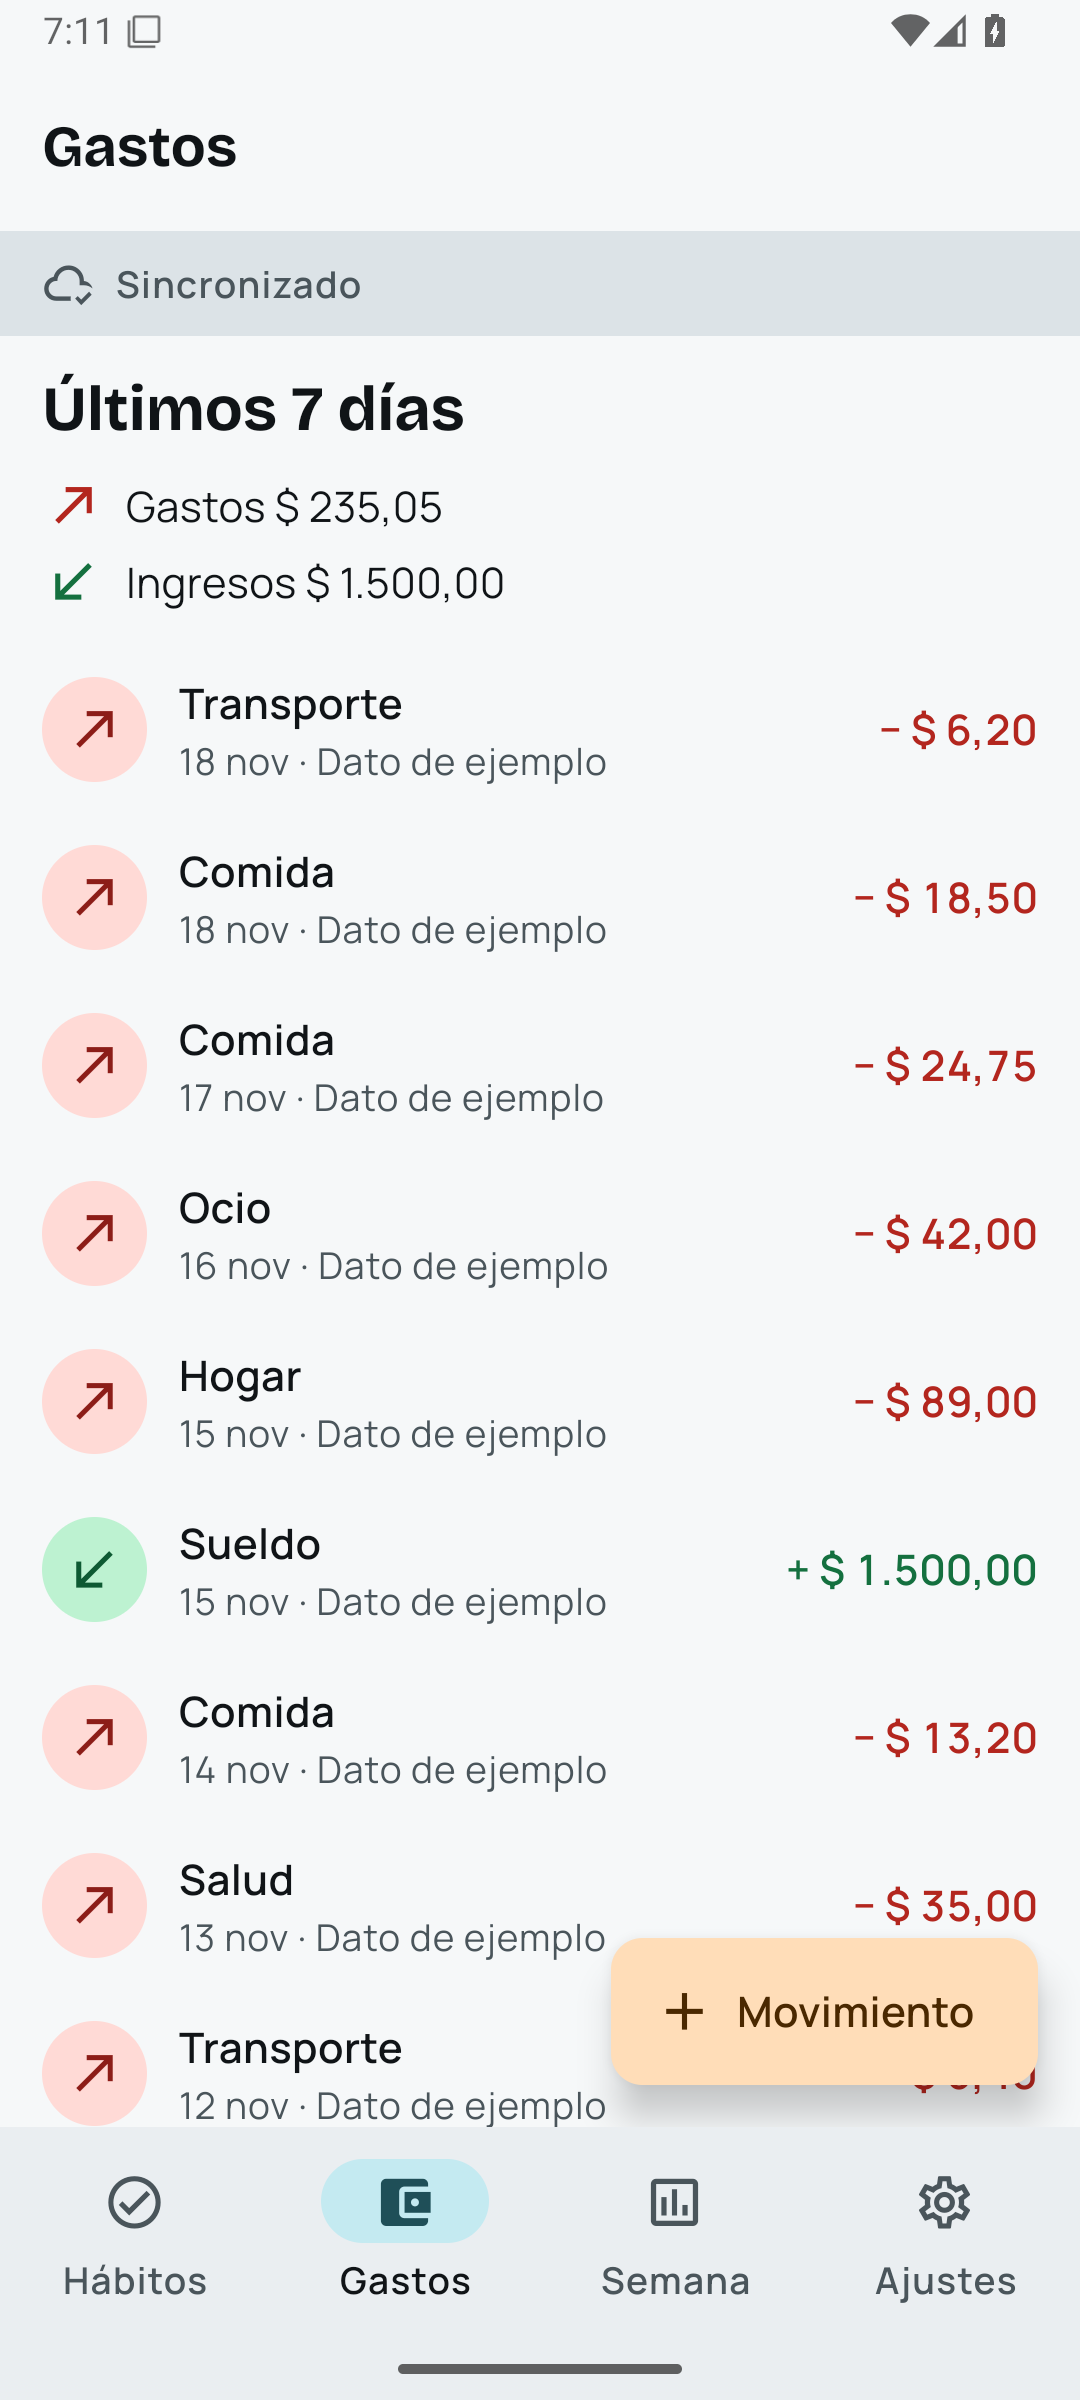 7:11
Gastos
Sincronizado
Últimos 7 días
Gastos $ 235,05
Ingresos $ 1.500,00
Transporte
18 nov · Dato de ejemplo
− $ 6,20
Comida
18 nov · Dato de ejemplo
− $ 18,50
Comida
17 nov · Dato de ejemplo
− $ 24,75
Ocio
16 nov · Dato de ejemplo
− $ 42,00
Hogar
15 nov · Dato de ejemplo
− $ 89,00
Sueldo
15 nov · Dato de ejemplo
+ $ 1.500,00
Comida
14 nov · Dato de ejemplo
− $ 13,20
Salud
13 nov · Dato de ejemplo
− $ 35,00
+ Movimiento
Transporte
12 nov · Dato de ejemplo
Hábitos
Gastos
Semana
Ajustes